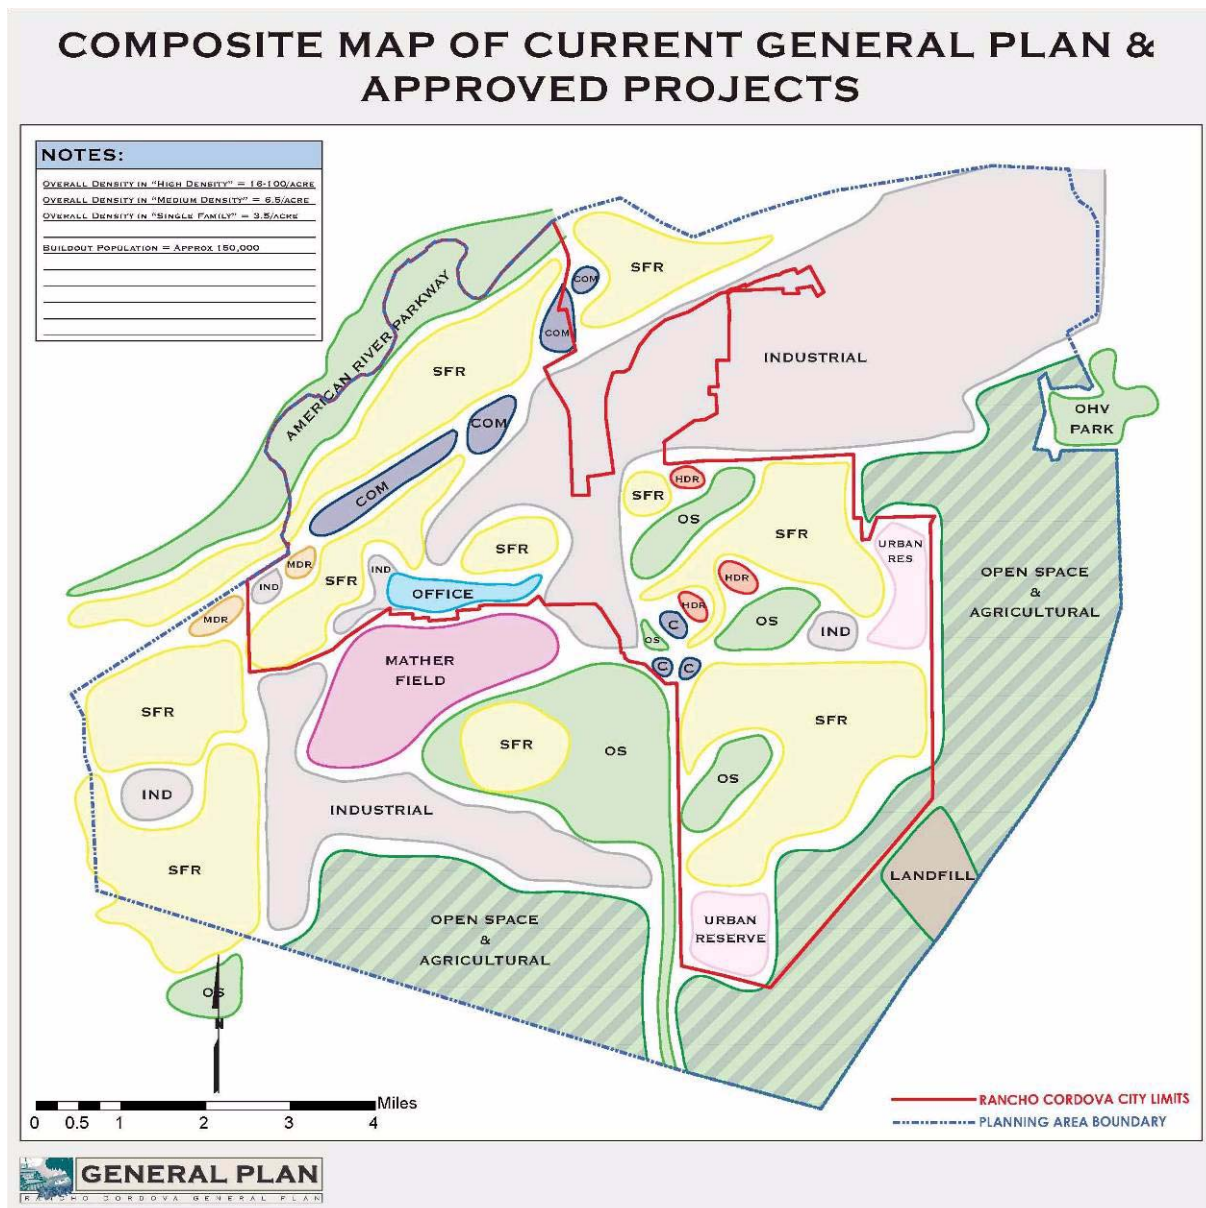 COMPOSITE MAP OF CURRENT GENERAL PLAN &
APPROVED PROJECTS
NOTES:
OVERALL DENSITY IN "HIGH DENSITY" = 16-100/ACRE
OVERALL DENSITY IN "MEDIUM DENSITY" = 6.5/ACRE
OVERALL DENSITY IN "SINGLE FAMILY" = 3.5/ACRE
BUILDOUT POPULATION = APPROX 150,000
AMERICAN RIVER PARKWAY
SFR
COM
COM
INDUSTRIAL
SFR
COM
COM
OHV
PARK
HDR
SFR
OS
SFR
URBAN
RES
SFR
MDR
IND
SFR
IND
OFFICE
HDR
OPEN SPACE
&
AGRICULTURAL
MDR
HDR
C
OS
OS
IND
MATHER
FIELD
C
C
SFR
SFR
SFR
OS
OS
IND
INDUSTRIAL
SFR
LANDFILL
OPEN SPACE
&
AGRICULTURAL
URBAN
RESERVE
OS
N
Miles
0 0.5 1 2 3 4
RANCHO CORDOVA CITY LIMITS
PLANNING AREA BOUNDARY
GENERAL PLAN
RANCHO CORDOVA GENERAL PLAN